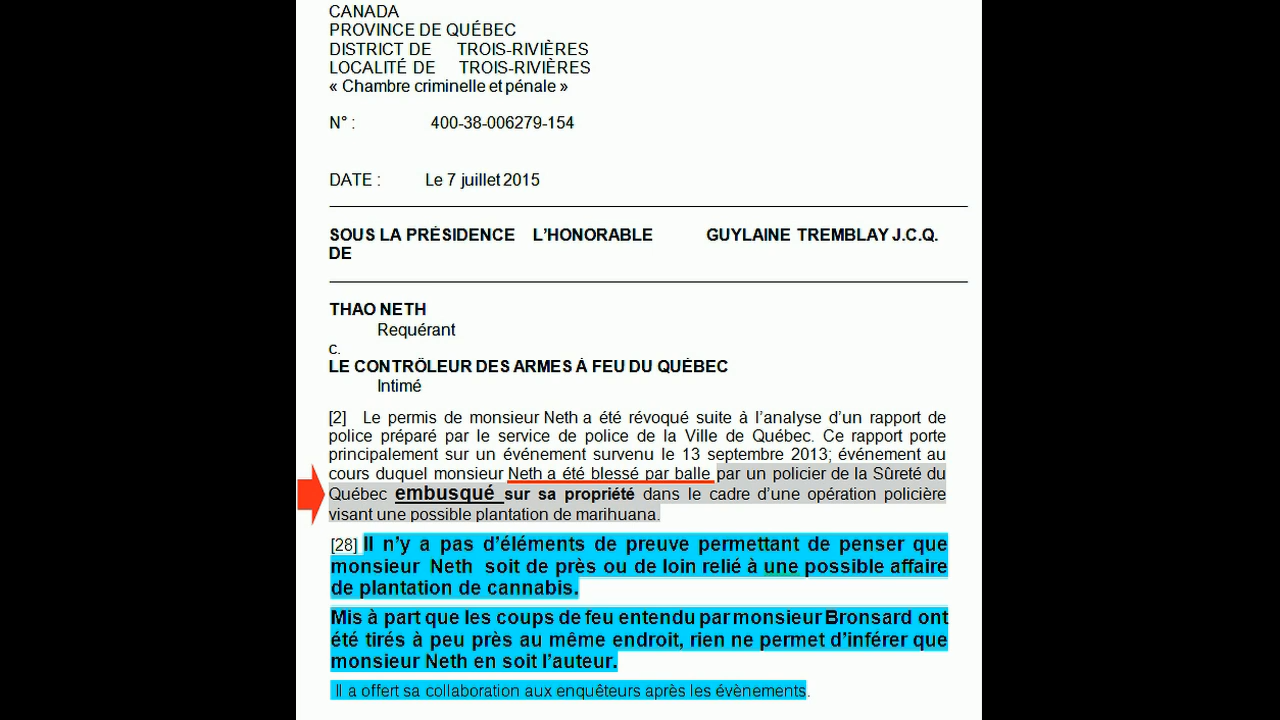 CANADA
PROVINCE DE QUÉBEC
DISTRICT DE TROIS-RIVIÈRES
LOCALITÉ DE TROIS-RIVIÈRES
« Chambre criminelle et pénale »
N° : 400-38-006279-154
DATE : Le 7 juillet 2015
SOUS LA PRÉSIDENCE L'HONORABLE GUYLAINE TREMBLAY J.C.Q.
DE
THAO NETH
Requérant
c.
LE CONTRÔLEUR DES ARMES À FEU DU QUÉBEC
Intimé
[2] Le permis de monsieur Neth a été révoqué suite à l'analyse d'un rapport de
police préparé par le service de police de la Ville de Québec. Ce rapport porte
principalement sur un événement survenu le 13 septembre 2013; événement au
cours duquel monsieur Neth a été blessé par balle par un policier de la Sûreté du
Québec embusqué sur sa propriété dans le cadre d'une opération policière
visant une possible plantation de marihuana.
[28] Il n'y a pas d'éléments de preuve permettant de penser que
monsieur Neth soit de près ou de loin relié à une possible affaire
de plantation de cannabis.
Mis à part que les coups de feu entendu par monsieur Bronsard ont
été tirés à peu près au même endroit, rien ne permet d'inférer que
monsieur Neth en soit l'auteur.
Il a offert sa collaboration aux enquêteurs après les évènements.